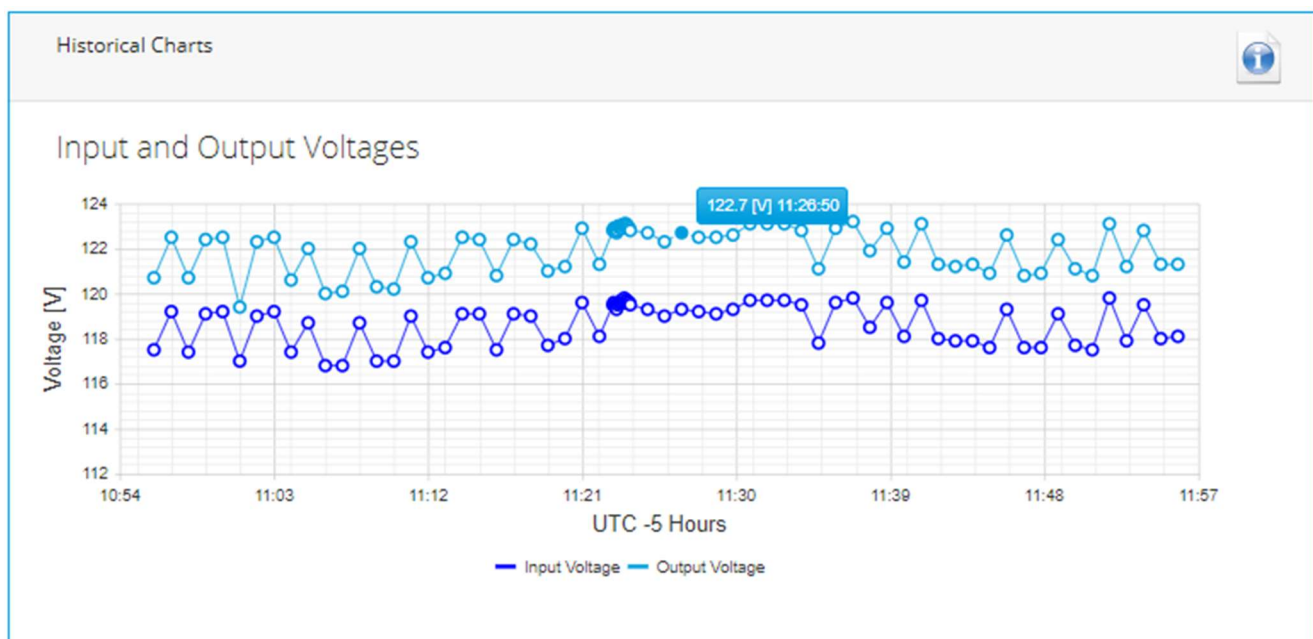 Historical Charts
Input and Output Voltages
122.7 [V] 11:26:50
Voltage [V]
124
122
120
118
116
114
112
10:54 11:03 11:12 11:21 11:30 11:39 11:48 11:57
UTC -5 Hours
Input Voltage Output Voltage